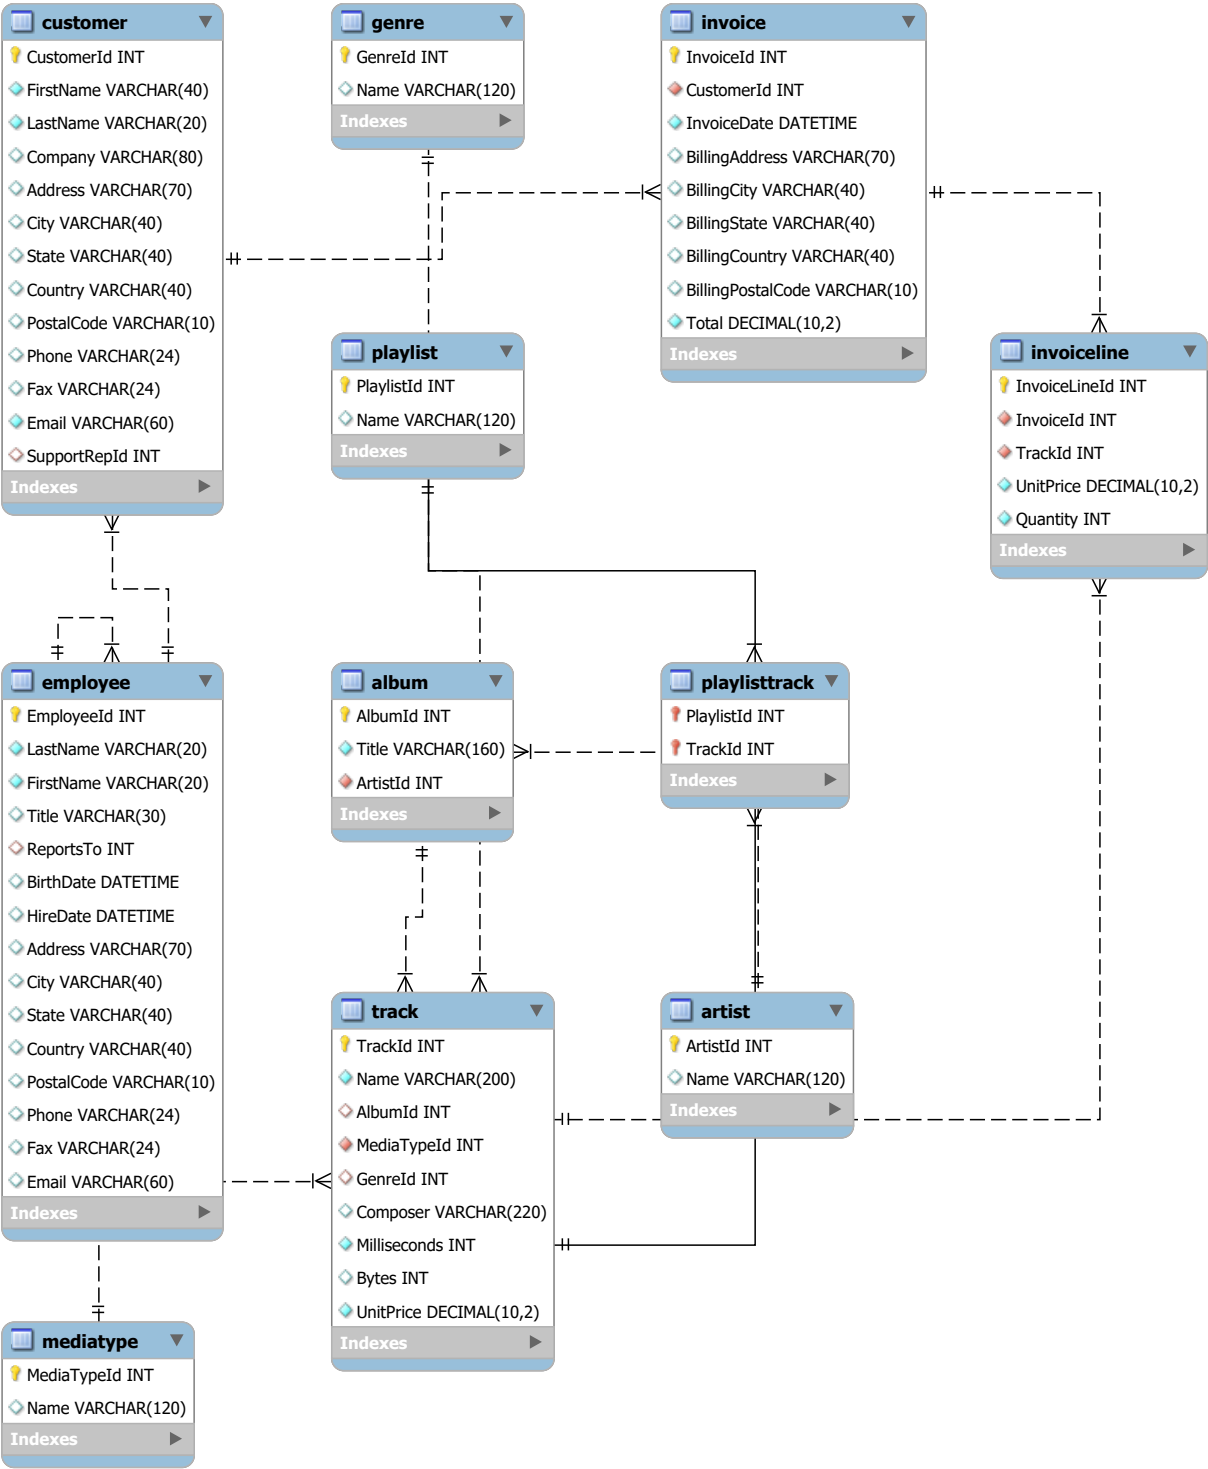 customer
CustomerId INT
FirstName VARCHAR(40)
LastName VARCHAR(20)
Company VARCHAR(80)
Address VARCHAR(70)
City VARCHAR(40)
State VARCHAR(40)
Country VARCHAR(40)
PostalCode VARCHAR(10)
Phone VARCHAR(24)
Fax VARCHAR(24)
Email VARCHAR(60)
SupportRepId INT
Indexes
genre
GenreId INT
Name VARCHAR(120)
Indexes
invoice
InvoiceId INT
CustomerId INT
InvoiceDate DATETIME
BillingAddress VARCHAR(70)
BillingCity VARCHAR(40)
BillingState VARCHAR(40)
BillingCountry VARCHAR(40)
BillingPostalCode VARCHAR(10)
Total DECIMAL(10,2)
Indexes
playlist
PlaylistId INT
Name VARCHAR(120)
Indexes
invoiceline
InvoiceLineId INT
InvoiceId INT
TrackId INT
UnitPrice DECIMAL(10,2)
Quantity INT
Indexes
employee
EmployeeId INT
LastName VARCHAR(20)
FirstName VARCHAR(20)
Title VARCHAR(30)
ReportsTo INT
BirthDate DATETIME
HireDate DATETIME
Address VARCHAR(70)
City VARCHAR(40)
State VARCHAR(40)
Country VARCHAR(40)
PostalCode VARCHAR(10)
Phone VARCHAR(24)
Fax VARCHAR(24)
Email VARCHAR(60)
Indexes
album
AlbumId INT
Title VARCHAR(160)
ArtistId INT
Indexes
playlisttrack
PlaylistId INT
TrackId INT
Indexes
track
TrackId INT
Name VARCHAR(200)
AlbumId INT
MediaTypeId INT
GenreId INT
Composer VARCHAR(220)
Milliseconds INT
Bytes INT
UnitPrice DECIMAL(10,2)
Indexes
artist
ArtistId INT
Name VARCHAR(120)
Indexes
mediatype
MediaTypeId INT
Name VARCHAR(120)
Indexes